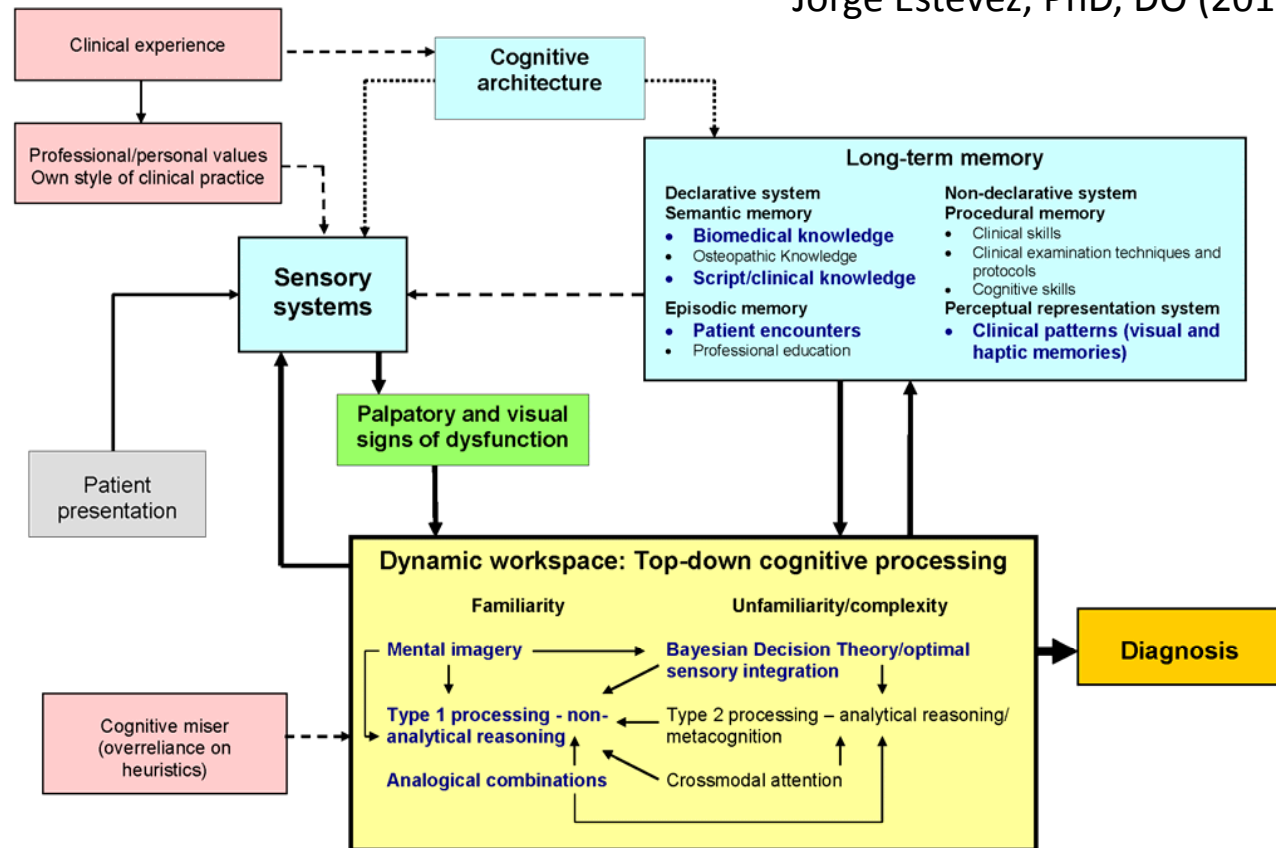 Jorge Esteves, PhD, DO (201
Clinical experience
Cognitive
architecture
Professional/personal values
Own style of clinical practice
Long-term memory
Declarative system
Semantic memory
• Biomedical knowledge
• Osteopathic Knowledge
• Script/clinical knowledge
Episodic memory
• Patient encounters
• Professional education
Non-declarative system
Procedural memory
• Clinical skills
• Clinical examination techniques and
protocols
• Cognitive skills
Perceptual representation system
• Clinical patterns (visual and
haptic memories)
Sensory
systems
Palpatory and visual
signs of dysfunction
Patient
presentation
Dynamic workspace: Top-down cognitive processing
Familiarity
Unfamiliarity/complexity
Mental imagery
Bayesian Decision Theory/optimal
sensory integration
Type 1 processing - non-
analytical reasoning
Type 2 processing – analytical reasoning/
metacognition
Analogical combinations
Crossmodal attention
Diagnosis
Cognitive miser
(overreliance on
heuristics)